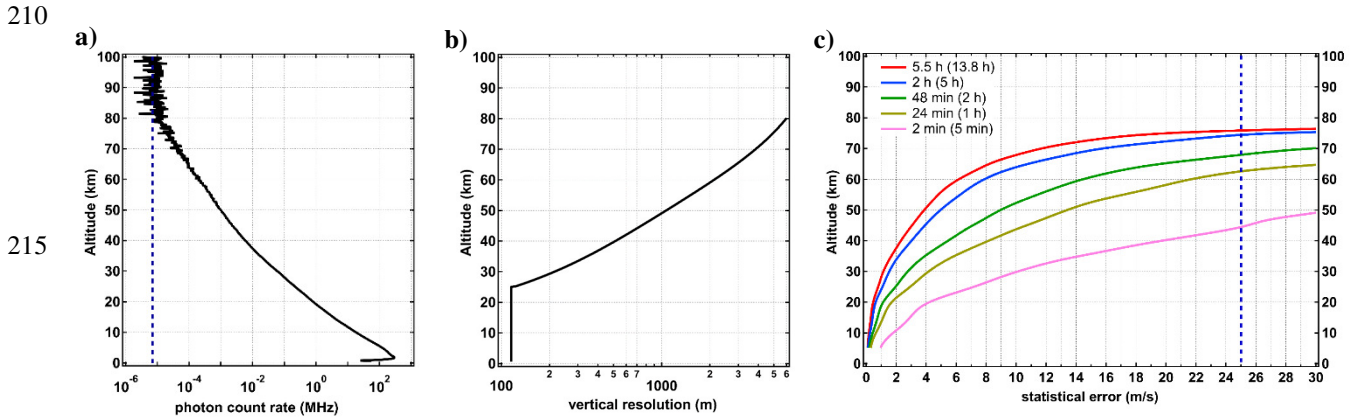 210
a)
100
90
80
70
60
50
40
30
20
10
0
Altitude (km)
10⁻⁶ 10⁻⁴ 10⁻² 10⁰ 10²
photon count rate (MHz)
b)
100
90
80
70
60
50
40
30
20
10
0
Altitude (km)
100 2 3 4 5 6 7 1000 2 3 4 5 6
vertical resolution (m)
c)
5.5 h (13.8 h)
2 h (5 h)
48 min (2 h)
24 min (1 h)
2 min (5 min)
100
90
80
70
60
50
40
30
20
10
0
Altitude (km)
100
90
80
70
60
50
40
30
20
10
0
0 2 4 6 8 10 12 14 16 18 20 22 24 26 28 30
statistical error (m/s)
215